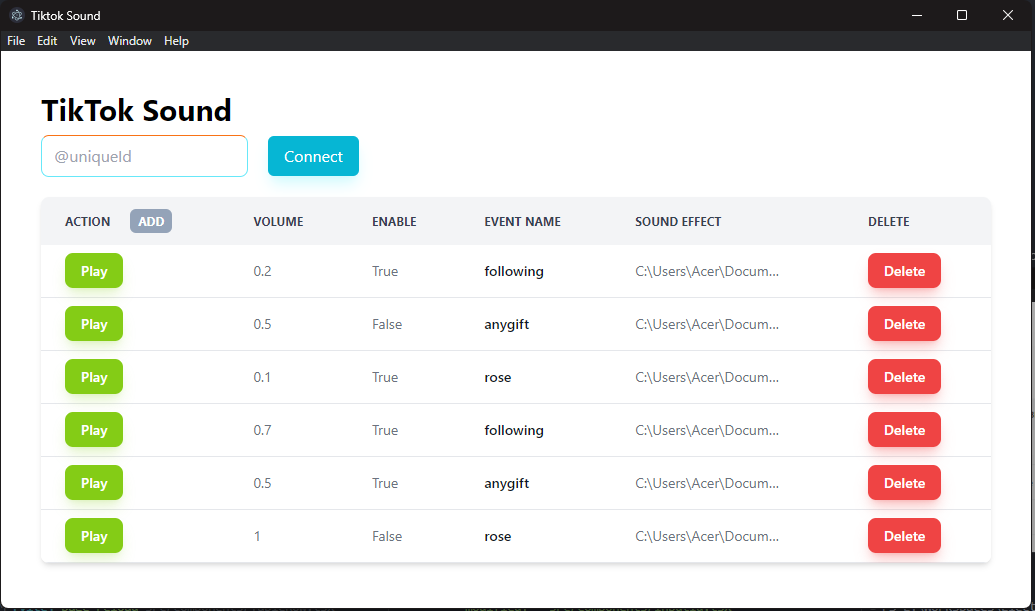 Tiktok Sound
File Edit View Window Help
TikTok Sound
@uniqueId Connect
ACTION ADD VOLUME ENABLE EVENT NAME SOUND EFFECT DELETE
Play 0.2 True following C:\Users\Acer\Docum... Delete
Play 0.5 False anygift C:\Users\Acer\Docum... Delete
Play 0.1 True rose C:\Users\Acer\Docum... Delete
Play 0.7 True following C:\Users\Acer\Docum... Delete
Play 0.5 True anygift C:\Users\Acer\Docum... Delete
Play 1 False rose C:\Users\Acer\Docum... Delete